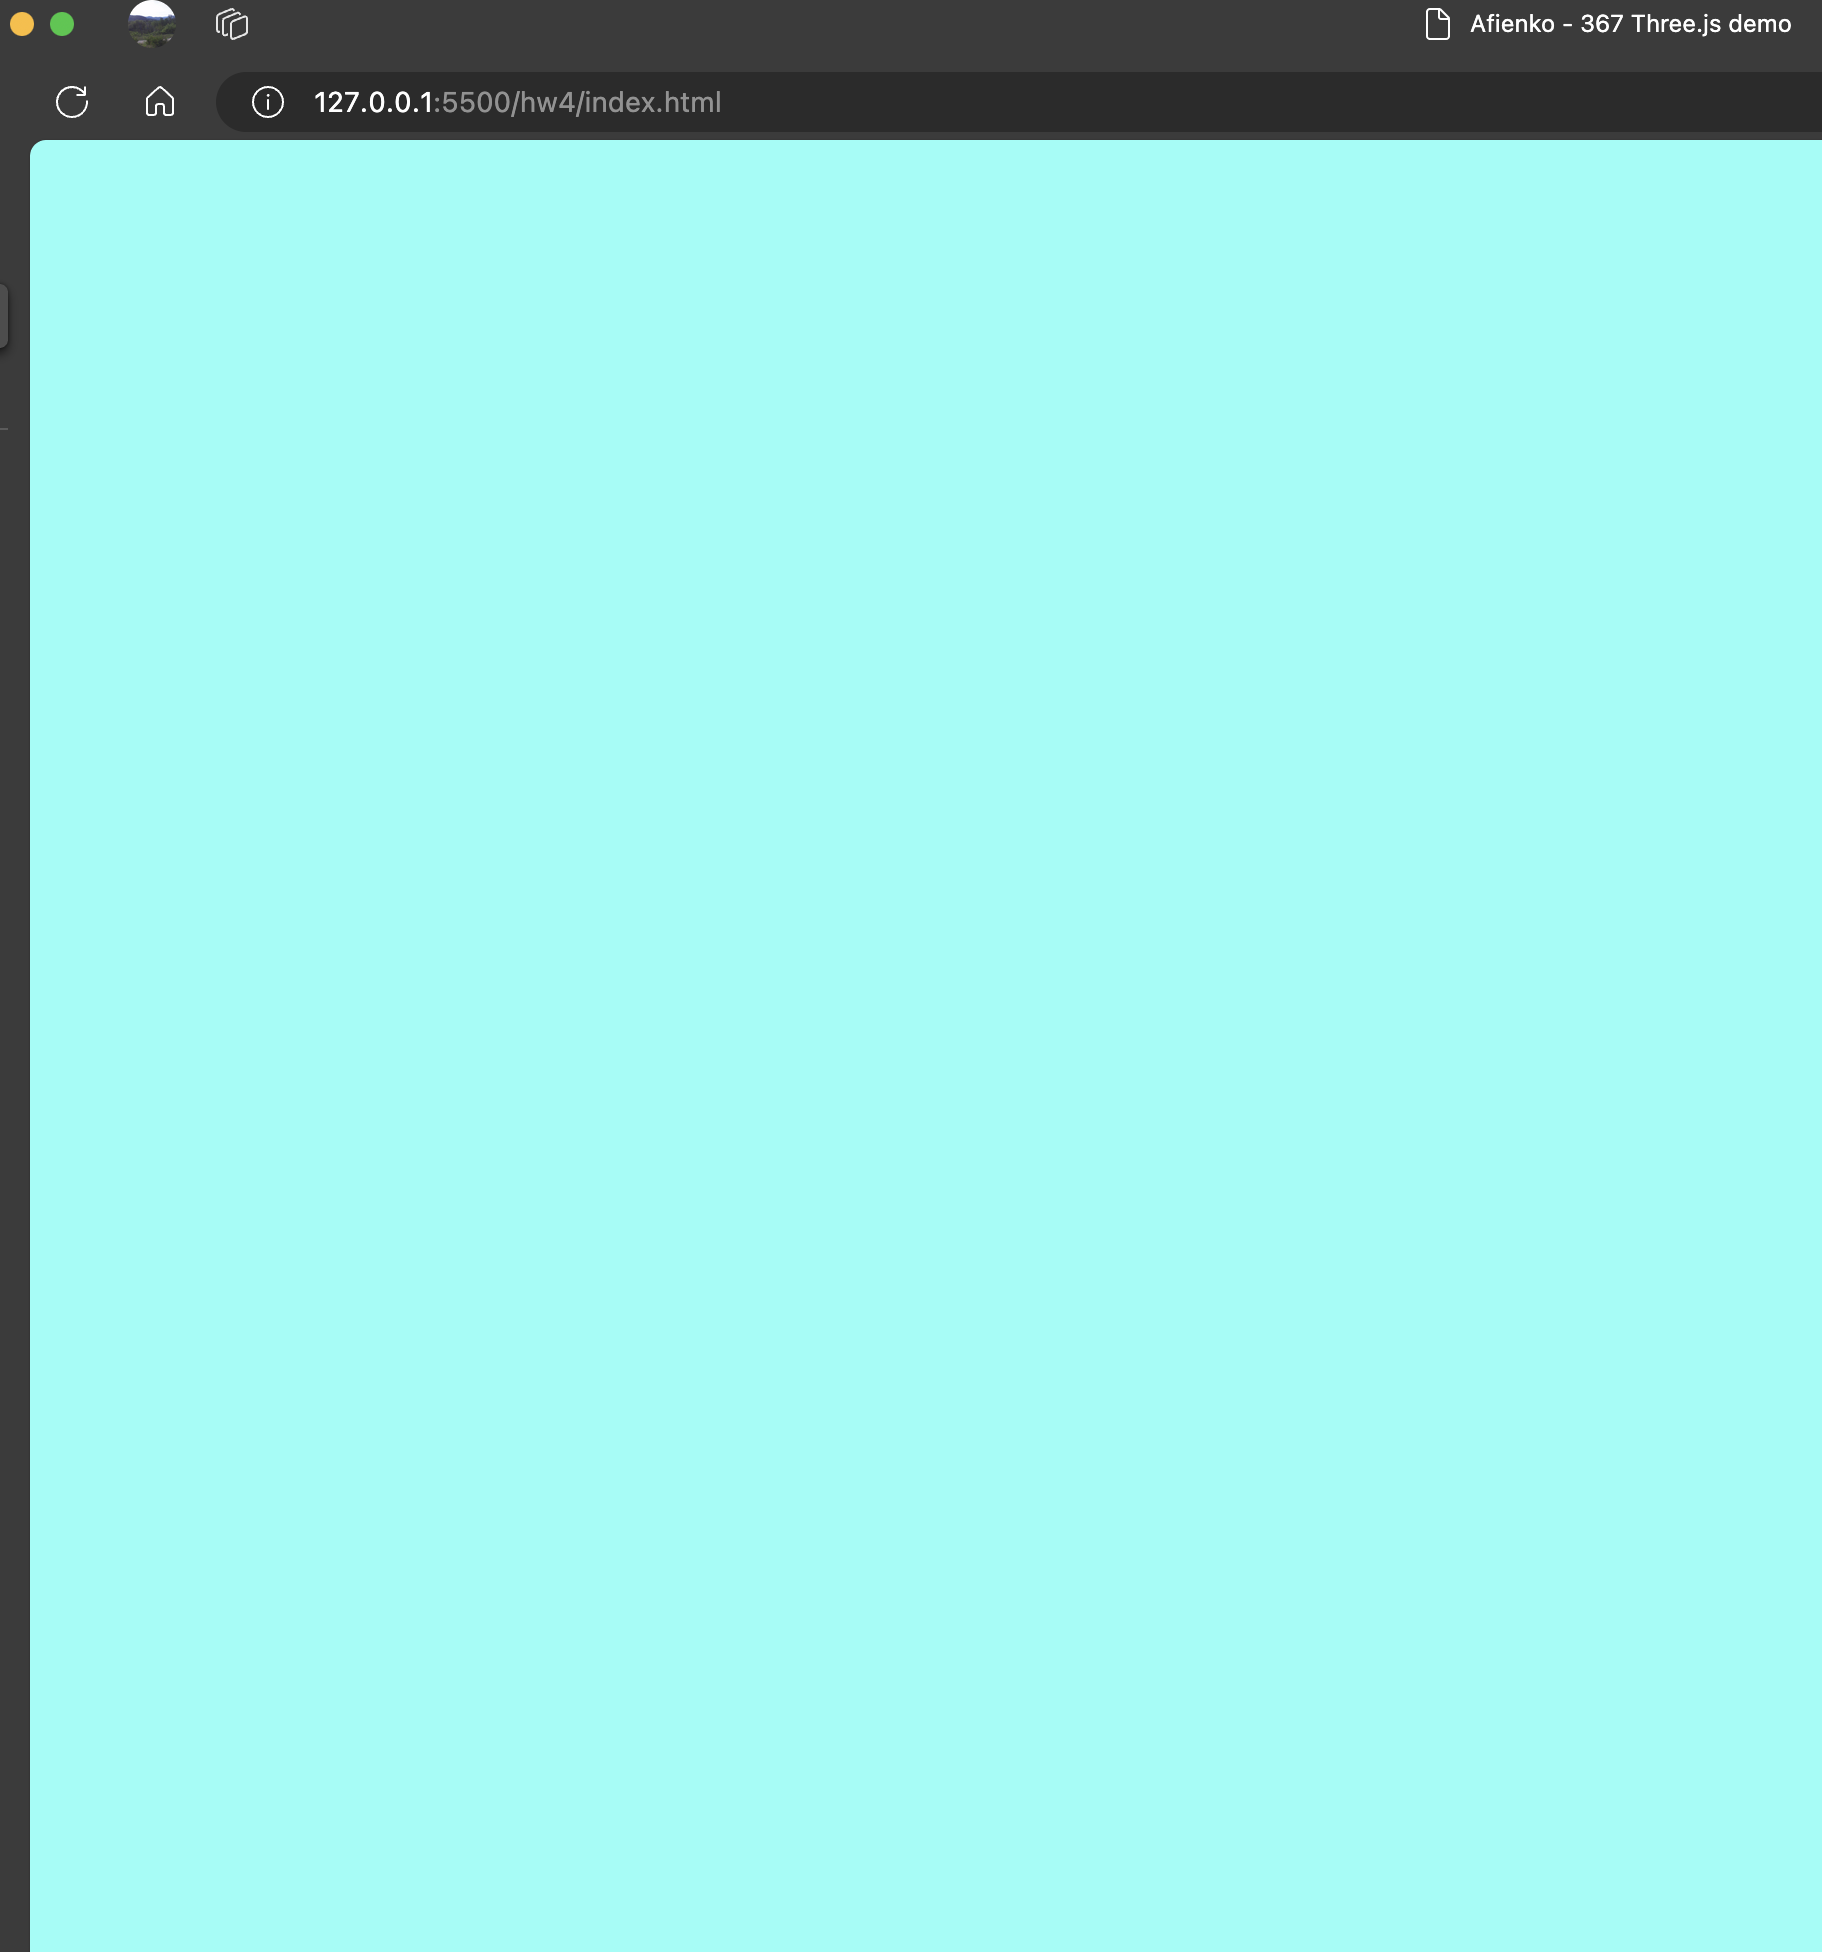 Afienko - 367 Three.js demo
127.0.0.1:5500/hw4/index.html